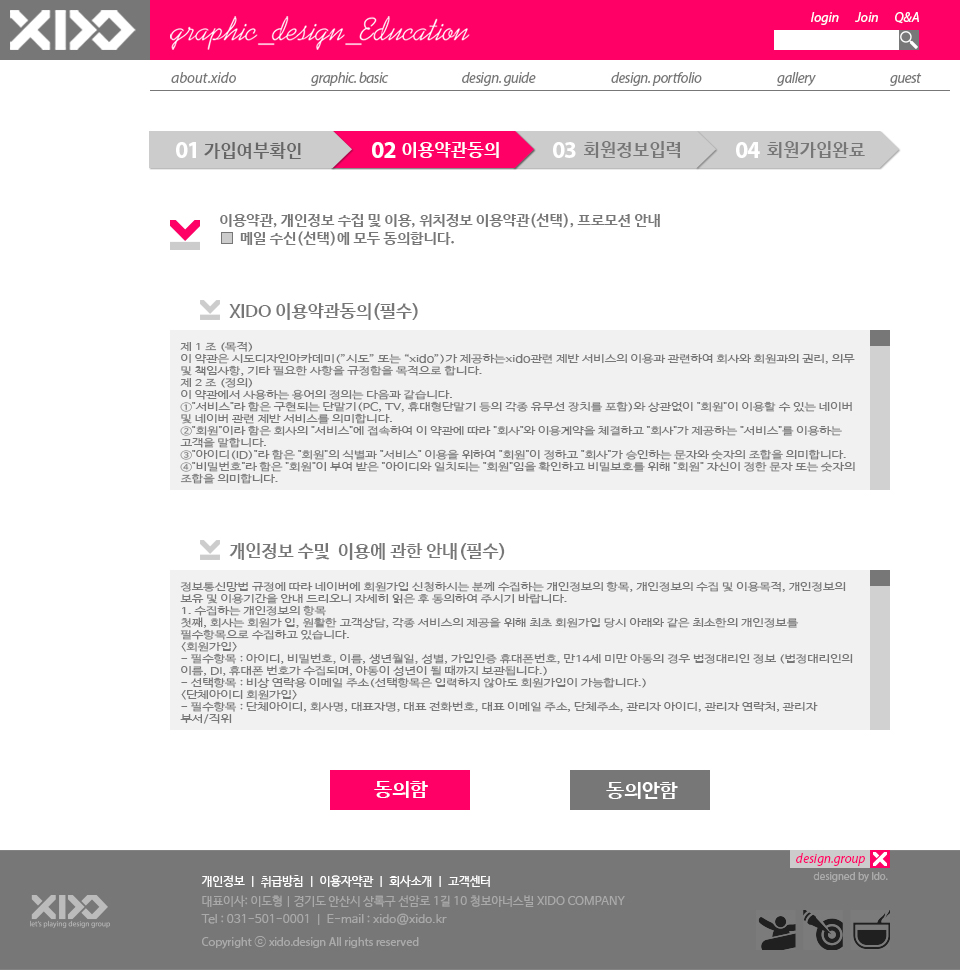 XIDO
graphic_design_Education
login Join Q&A
about.xido graphic. basic design. guide design. portfolio gallery guest
01 가입여부확인 02 이용약관동의 03 회원정보입력 04 회원가입완료
이용약관, 개인정보 수집 및 이용, 위치정보 이용약관(선택), 프로모션 안내
메일 수신(선택)에 모두 동의합니다.
XIDO 이용약관동의(필수)
제 1 조 (목적)
이 약관은 시도디자인아카데미("시도" 또는 "xido")가 제공하는xido관련 제반 서비스의 이용과 관련하여 회사와 회원과의 권리, 의무
및 책임사항, 기타 필요한 사항을 규정함을 목적으로 합니다.
제 2 조 (정의)
이 약관에서 사용하는 용어의 정의는 다음과 같습니다.
①"서비스"라 함은 구현되는 단말기(PC, TV, 휴대형단말기 등의 각종 유무선 장치를 포함)와 상관없이 "회원"이 이용할 수 있는 네이버
및 네이버 관련 제반 서비스를 의미합니다.
②"회원"이라 함은 회사의 "서비스"에 접속하여 이 약관에 따라 "회사"와 이용계약을 체결하고 "회사"가 제공하는 "서비스"를 이용하는
고객을 말합니다.
③"아이디(ID)"라 함은 "회원"의 식별과 "서비스" 이용을 위하여 "회원"이 정하고 "회사"가 승인하는 문자와 숫자의 조합을 의미합니다.
④"비밀번호"라 함은 "회원"이 부여 받은 "아이디와 일치되는 "회원"임을 확인하고 비밀보호를 위해 "회원" 자신이 정한 문자 또는 숫자의
조합을 의미합니다.
개인정보 수및 이용에 관한 안내(필수)
정보통신망법 규정에 따라 네이버에 회원가입 신청하시는 분께 수집하는 개인정보의 항목, 개인정보의 수집 및 이용목적, 개인정보의
보유 및 이용기간을 안내 드리오니 자세히 읽은 후 동의하여 주시기 바랍니다.
1. 수집하는 개인정보의 항목
첫째, 회사는 회원가 입, 원활한 고객상담, 각종 서비스의 제공을 위해 최초 회원가입 당시 아래와 같은 최소한의 개인정보를
필수항목으로 수집하고 있습니다.
<회원가입>
- 필수항목 : 아이디, 비밀번호, 이름, 생년월일, 성별, 가입인증 휴대폰번호, 만14세 미만 아동의 경우 법정대리인 정보 (법정대리인의
이름, DI, 휴대폰 번호가 수집되며, 아동이 성년이 될 때까지 보관됩니다.)
- 선택항목 : 비상 연락용 이메일 주소(선택항목은 입력하지 않아도 회원가입이 가능합니다.)
<단체아이디 회원가입>
- 필수항목 : 단체아이디, 회사명, 대표자명, 대표 전화번호, 대표 이메일 주소, 단체주소, 관리자 아이디, 관리자 연락처, 관리자
부서/직위
동의함 동의안함
design.group X
designed by Ido.
개인정보 | 취급방침 | 이용자약관 | 회사소개 | 고객센터
대표이사: 이도형 | 경기도 안산시 상록구 선암로 1길 10 청보아너스빌 XIDO COMPANY
Tel : 031-501-0001 | E-mail : xido@xido.kr
Copyright ⓒ xido.design All rights reserved
XIDO
let's playing design group